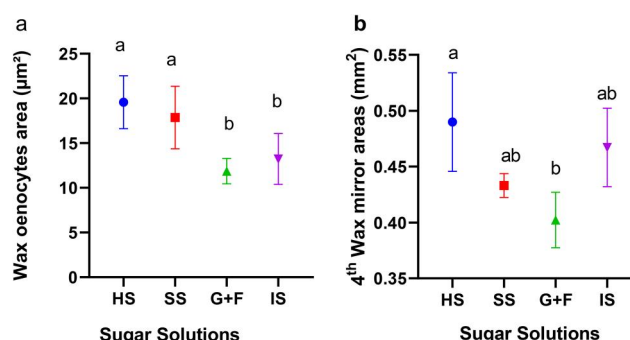 a
b
Wax oenocytes area (μm²)
25
20
15
10
5
0
a
a
b
b
HS SS G+F IS
Sugar Solutions
4th Wax mirror areas (mm2)
0.55
0.50
0.45
0.40
0.35
a
ab
b
ab
HS SS G+F IS
Sugar Solutions